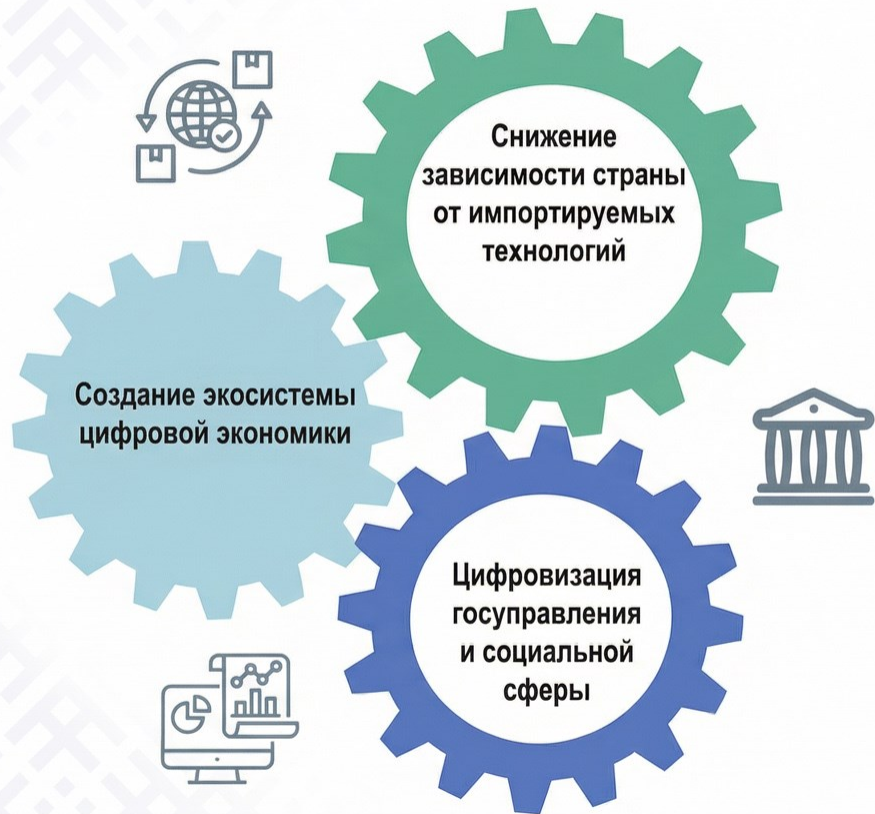 Снижение
зависимости страны
от импортируемых
технологий
Создание экосистемы
цифровой экономики
Цифровизация
госуправления
и социальной
сферы